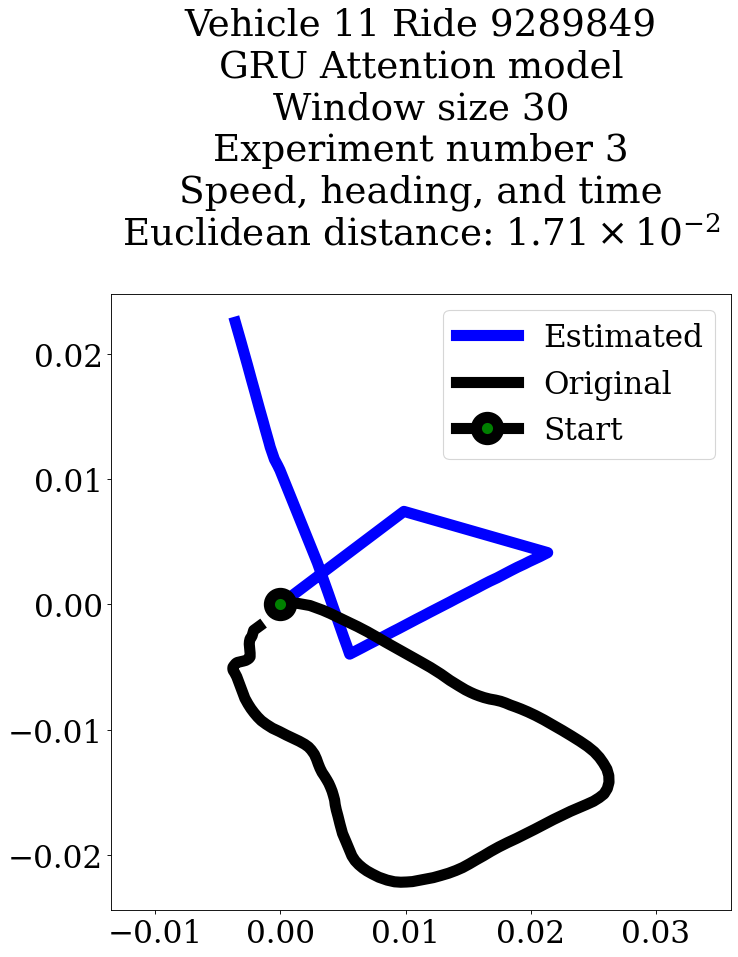 Vehicle 11 Ride 9289849
GRU Attention model
Window size 30
Experiment number 3
Speed, heading, and time
Euclidean distance: 1.71 × 10⁻²
Estimated
Original
Start
0.02
0.01
0.00
−0.01
−0.02
−0.01 0.00 0.01 0.02 0.03